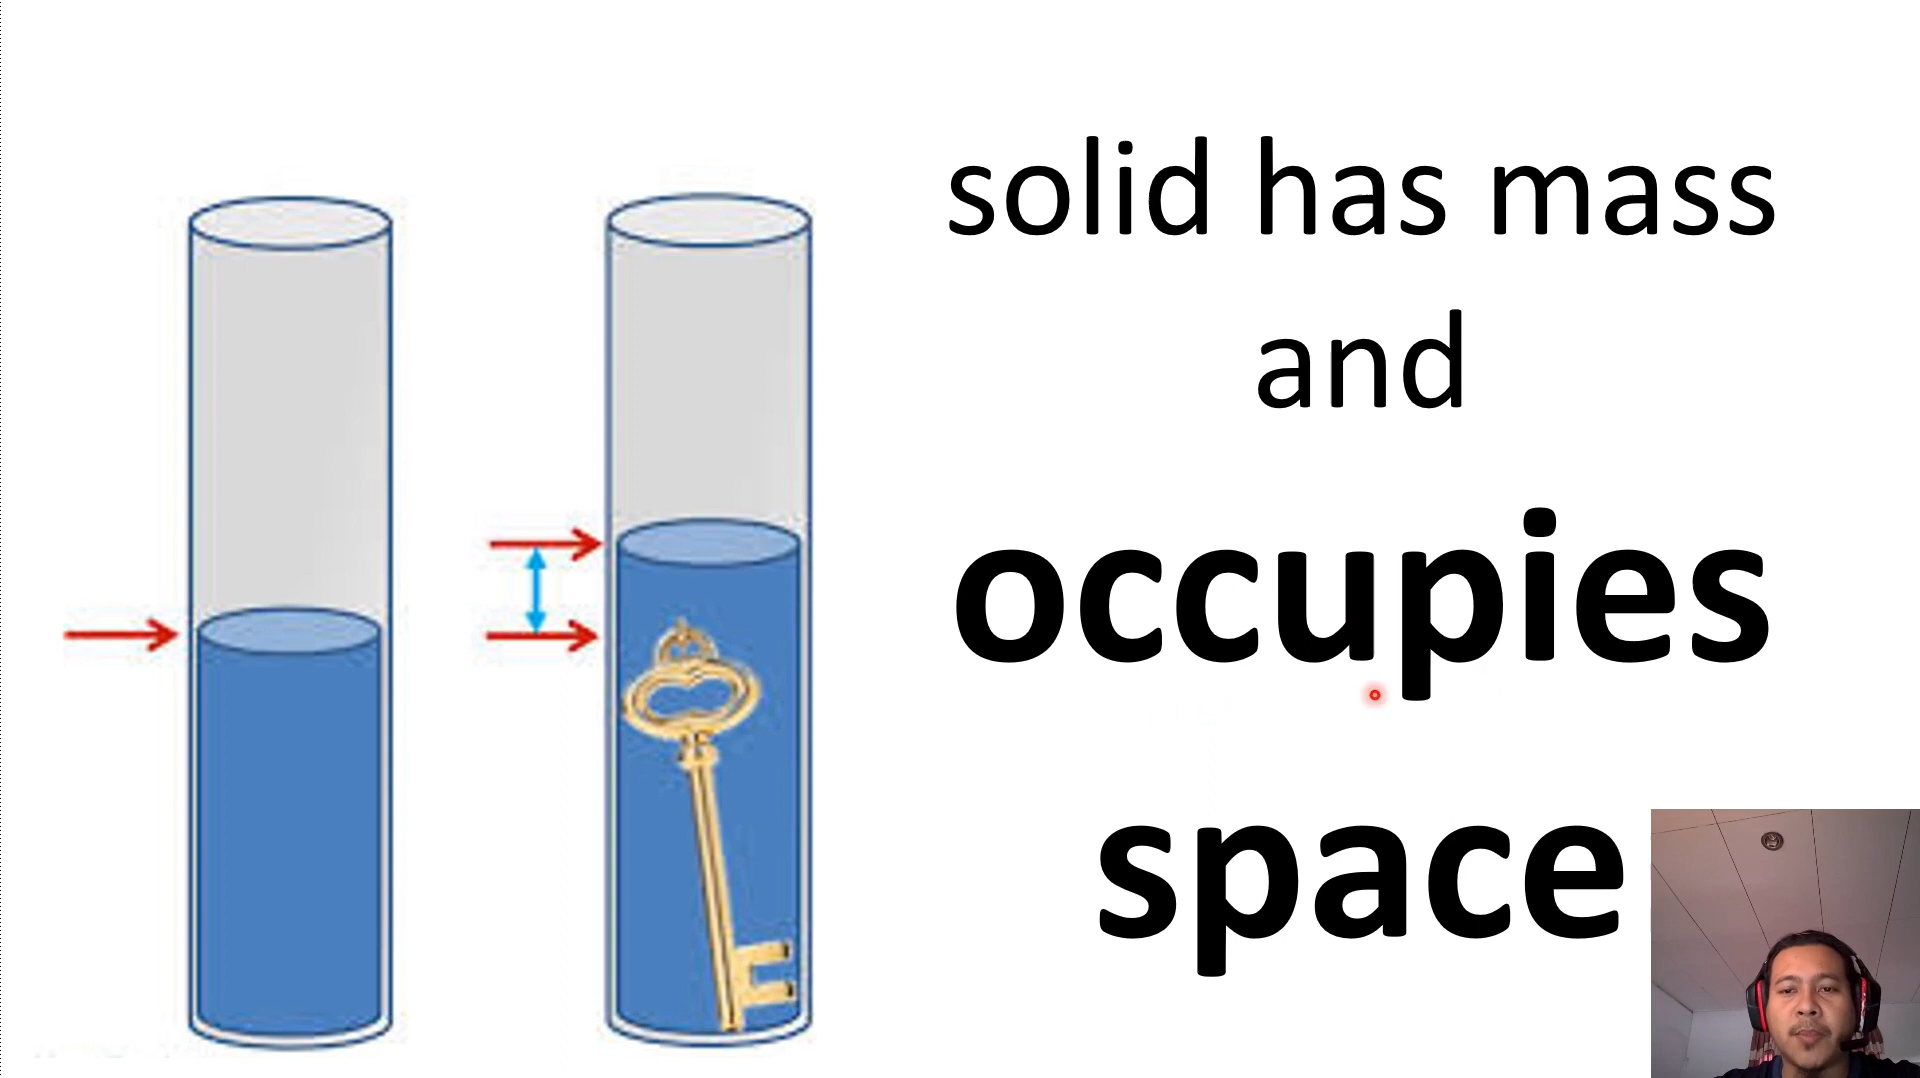 solid has mass
and
occupies
space